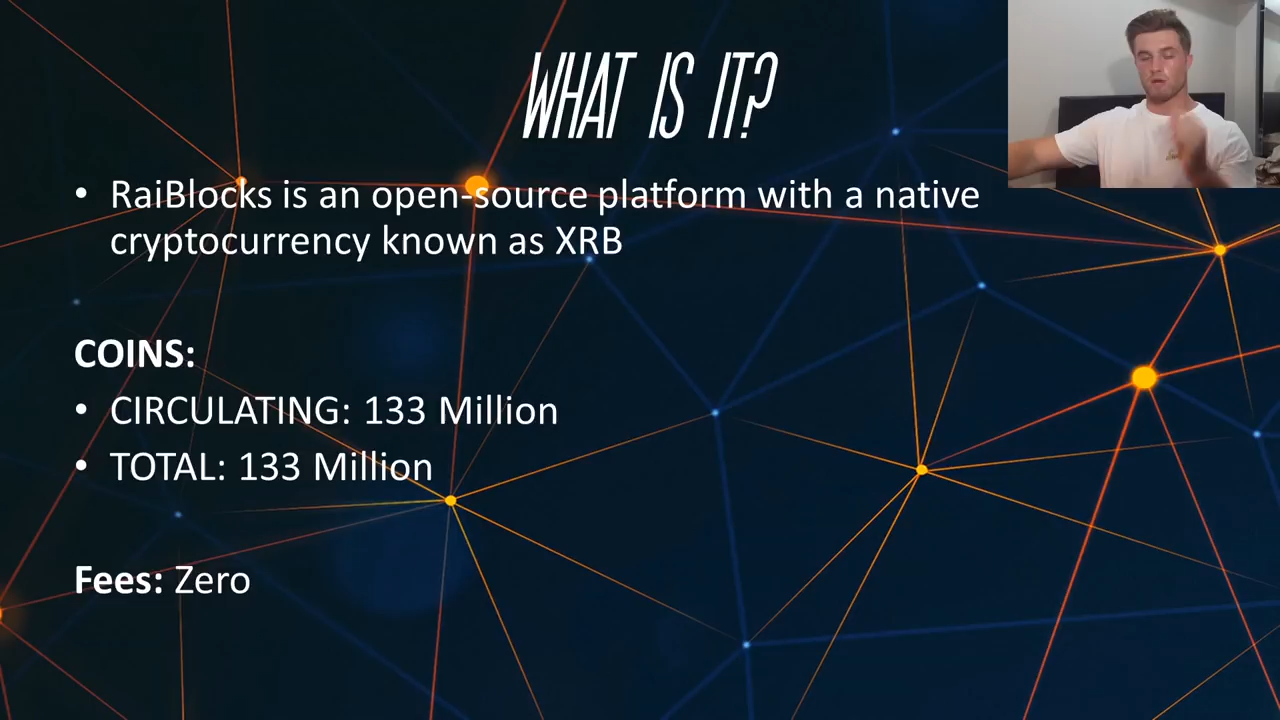 WHAT IS IT?
• RaiBlocks is an open-source platform with a native
cryptocurrency known as XRB
COINS:
• CIRCULATING: 133 Million
• TOTAL: 133 Million
Fees: Zero